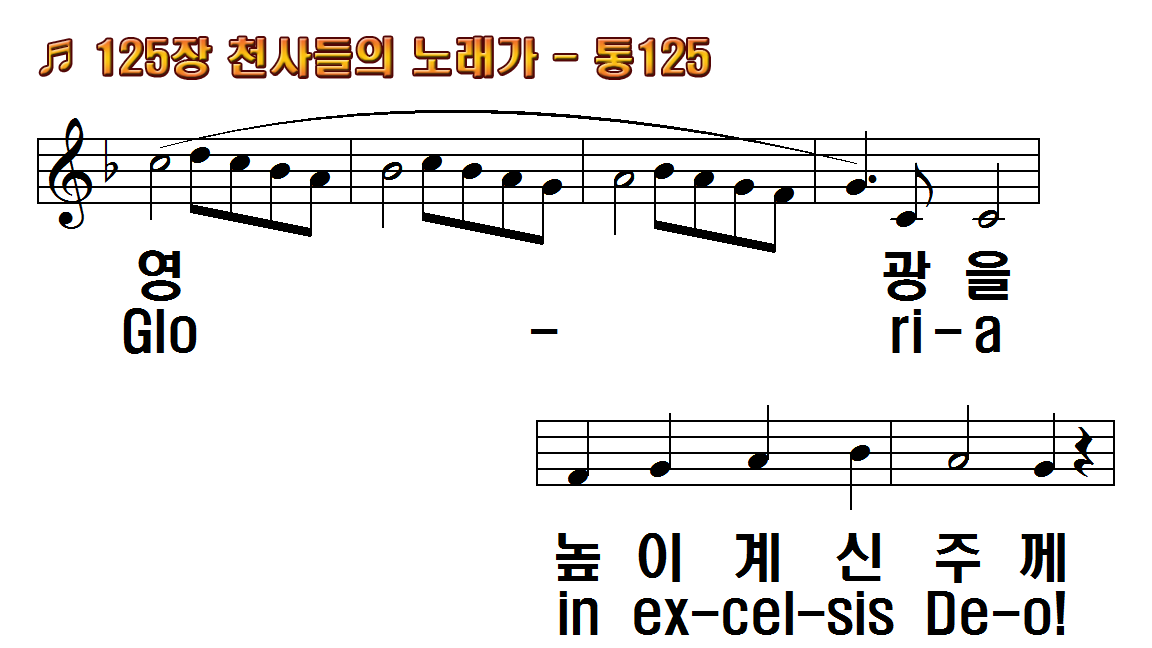 ♬ 125장 천사들의 노래가 - 통125
영 광 을
Glo - ri-a
높 이 계 신 주 께
in ex-cel-sis De-o!